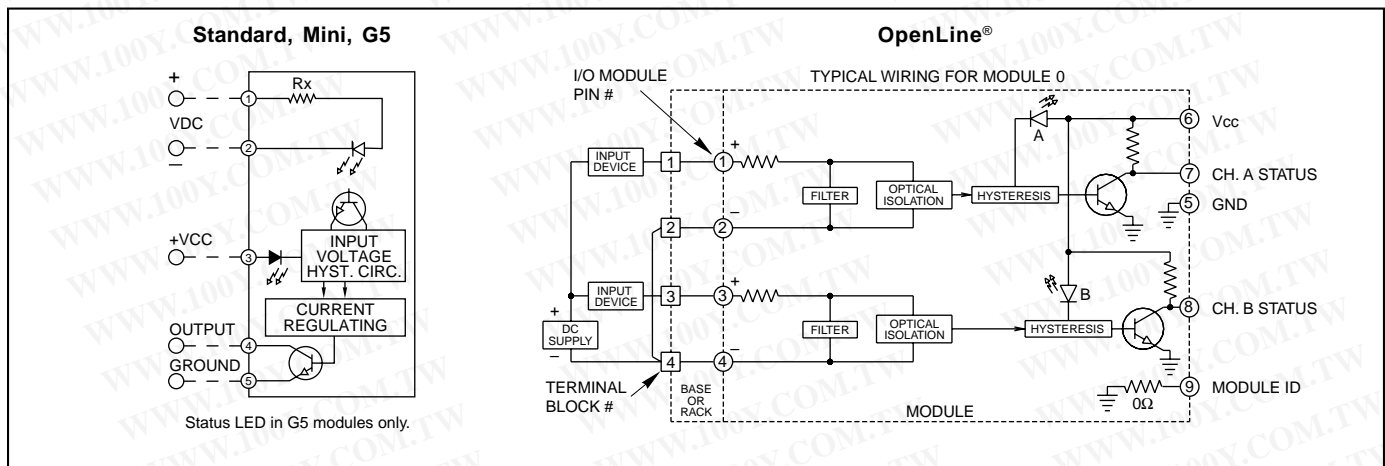 Standard, Mini, G5
+
1
Rx
VDC
2
−
+VCC
3
INPUT
VOLTAGE
HYST. CIRC.
CURRENT
REGULATING
OUTPUT
4
GROUND
5
Status LED in G5 modules only.
OpenLine®
I/O MODULE
PIN #
TYPICAL WIRING FOR MODULE 0
A
6 Vcc
INPUT
DEVICE
1
1
+
FILTER
OPTICAL
ISOLATION
HYSTERESIS
7 CH. A STATUS
5 GND
2
2
−
INPUT
DEVICE
3
3
+
B
FILTER
OPTICAL
ISOLATION
HYSTERESIS
8 CH. B STATUS
+
DC
SUPPLY
−
4
4
−
TERMINAL
BLOCK #
BASE
OR
RACK
MODULE
0Ω
9 MODULE ID
WWW.100Y.COM.TW